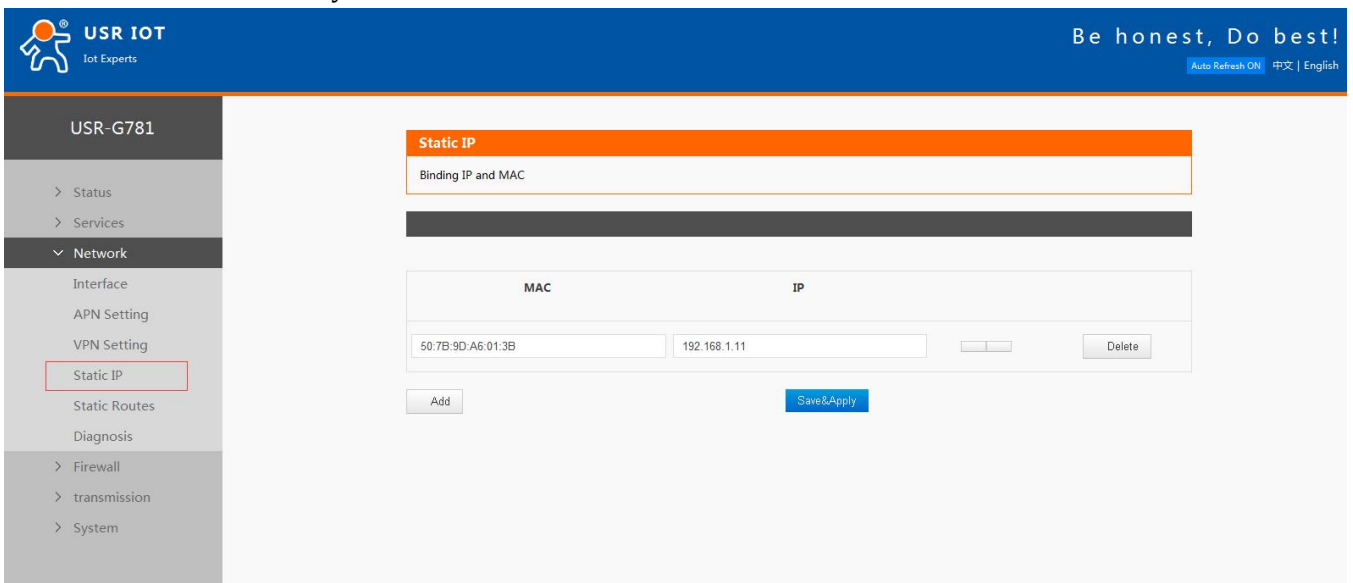 ®
USR IOT
Iot Experts
Be honest, Do best!
Auto Refresh ON 中文 | English
USR-G781
Status
Services
Network
Interface
APN Setting
VPN Setting
Static IP
Static Routes
Diagnosis
Firewall
transmission
System
Static IP
Binding IP and MAC
MAC IP
50:7B:9D:A6:01:3B 192.168.1.11 Delete
Add Save&Apply